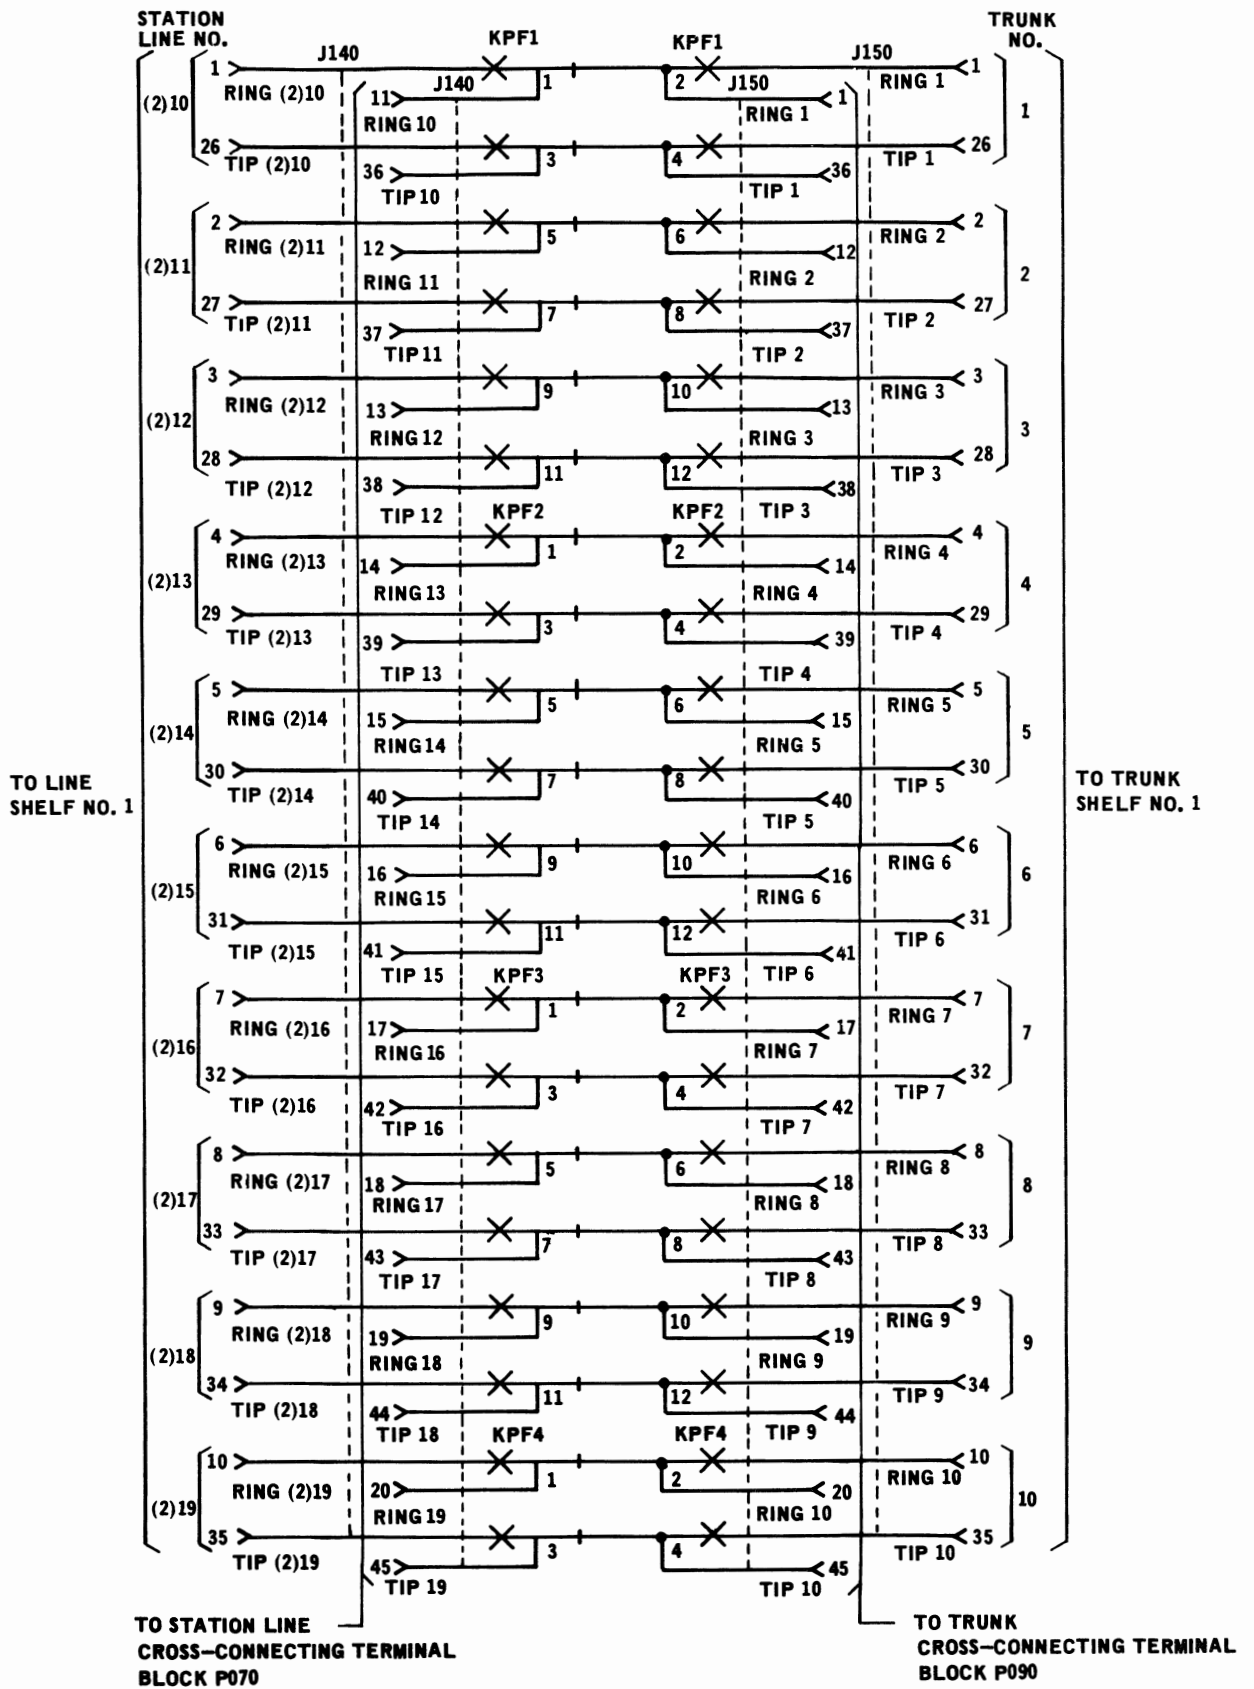 STATION
LINE NO.
TRUNK
NO.
J140 KPF1 KPF1 J150
1 1
RING (2)10 J140 1 2 J150 RING 1
(2)10 11 1 1
RING 10 RING 1
26 26
TIP (2)10 3 4 TIP 1
36 36
TIP 10 TIP 1
2 2
RING (2)11 5 6 RING 2
(2)11 12 12 2
RING 11 RING 2
27 27
TIP (2)11 7 8 TIP 2
37 37
TIP 11 TIP 2
3 3
RING (2)12 9 10 RING 3
(2)12 13 13 3
RING 12 RING 3
28 28
TIP (2)12 11 12 TIP 3
38 38
TIP 12 KPF2 KPF2 TIP 3
4 4
RING (2)13 1 2 RING 4
(2)13 14 14 4
RING 13 RING 4
29 29
TIP (2)13 3 4 TIP 4
39 39
TIP 13 TIP 4
5 5
RING (2)14 5 6 RING 5
(2)14 15 15 5
RING 14 RING 5
30 30
TIP (2)14 7 8 TIP 5
40 40
TIP 14 TIP 5
TO LINE
SHELF NO. 1
TO TRUNK
SHELF NO. 1
6 6
RING (2)15 9 10 RING 6
(2)15 16 16 6
RING 15 RING 6
31 31
TIP (2)15 11 12 TIP 6
41 41
TIP 15 KPF3 KPF3 TIP 6
7 7
RING (2)16 1 2 RING 7
(2)16 17 17 7
RING 16 RING 7
32 32
TIP (2)16 3 4 TIP 7
42 42
TIP 16 TIP 7
8 8
RING (2)17 5 6 RING 8
(2)17 18 18 8
RING 17 RING 8
33 33
TIP (2)17 7 8 TIP 8
43 43
TIP 17 TIP 8
9 9
RING (2)18 9 10 RING 9
(2)18 19 19 9
RING 18 RING 9
34 34
TIP (2)18 11 12 TIP 9
44 44
TIP 18 KPF4 KPF4 TIP 9
10 10
RING (2)19 1 2 RING 10
(2)19 20 20 10
RING 19 RING 10
35 35
TIP (2)19 3 4 TIP 10
45 45
TIP 19 TIP 10
TO STATION LINE
CROSS-CONNECTING TERMINAL
BLOCK P070
TO TRUNK
CROSS-CONNECTING TERMINAL
BLOCK P090